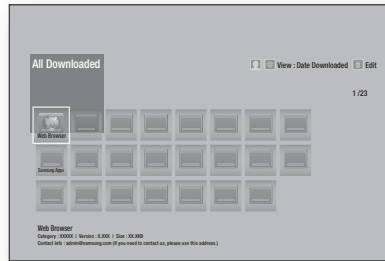 All Downloaded
View : Date Downloaded Edit
1 /23
Web Browser
Samsung Apps
Web Browser
Category : XXXXX | Version : X.XXX | Size : XX.XKB
Contact Info : admin@samsung.com (If you need to contact us, please use this address.)